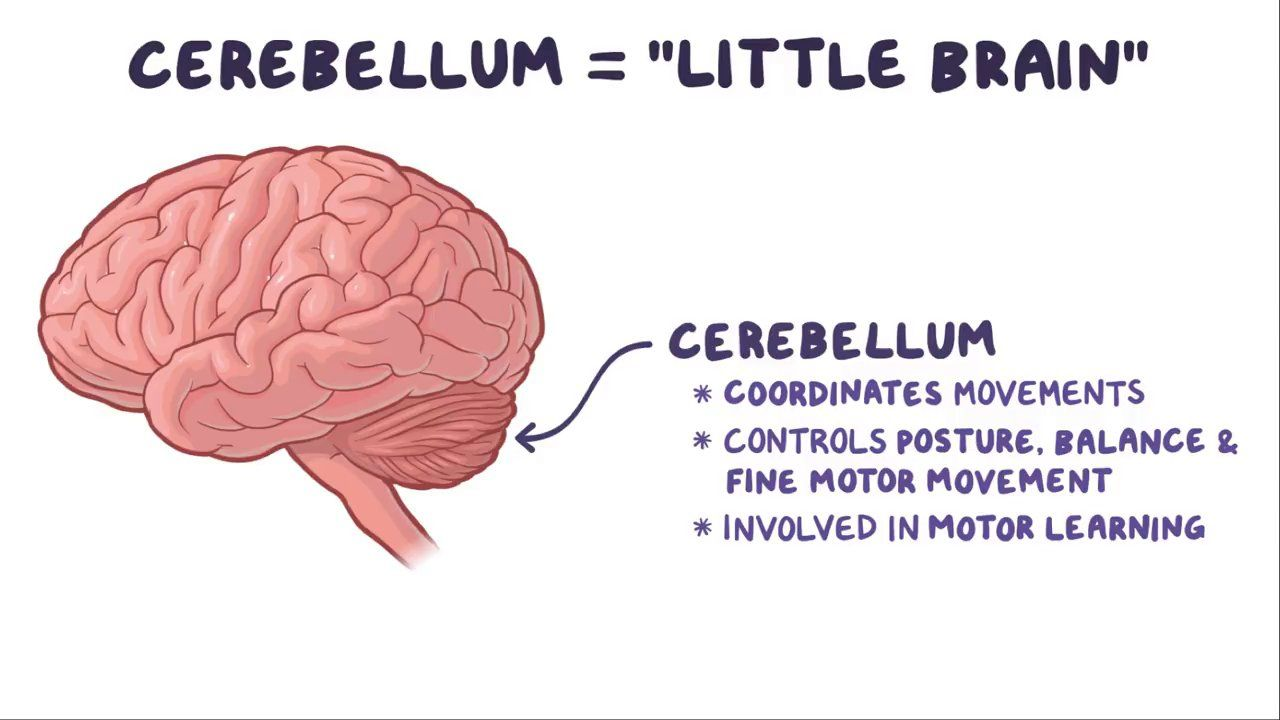 CEREBELLUM = "LITTLE BRAIN"
CEREBELLUM
* COORDINATES MOVEMENTS
* CONTROLS POSTURE, BALANCE &
FINE MOTOR MOVEMENT
* INVOLVED IN MOTOR LEARNING